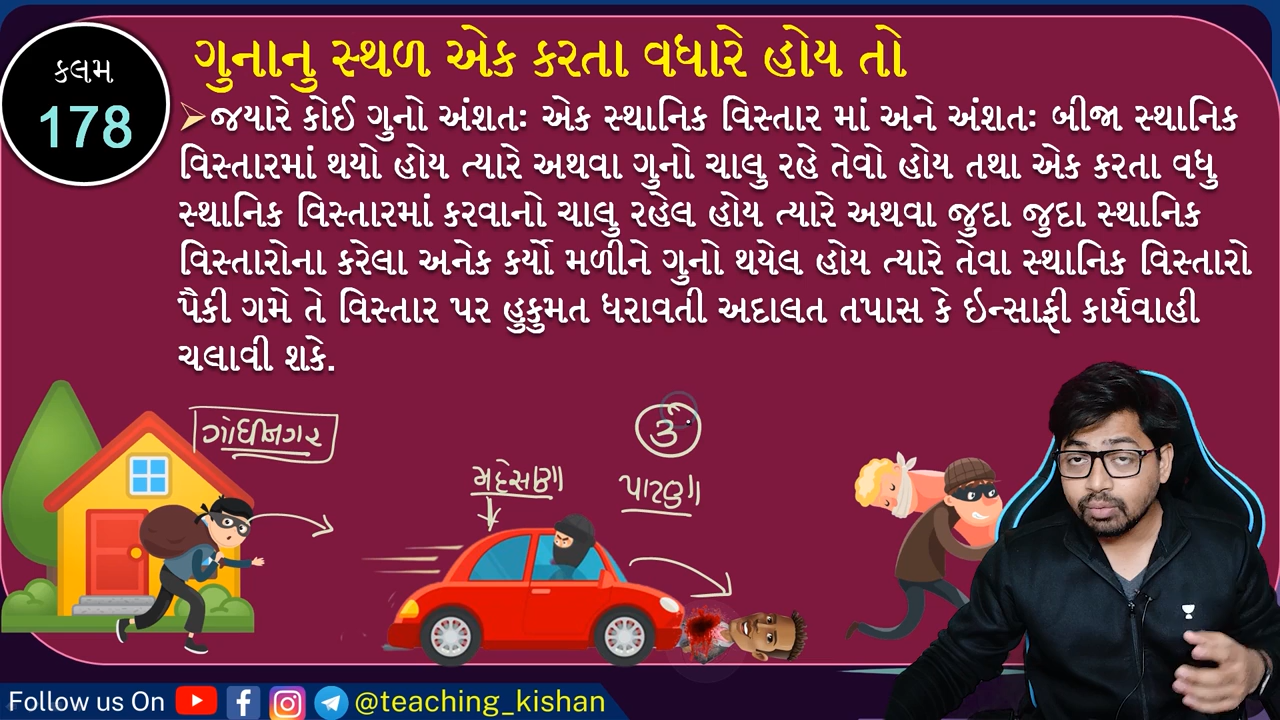 કલમ
178
ગુનાનુ સ્થળ એક કરતા વધારે હોય તો
➢જયારે કોઈ ગુનો અંશતઃ એક સ્થાનિક વિસ્તાર માં અને અંશતઃ બીજા સ્થાનિક
વિસ્તારમાં થયો હોય ત્યારે અથવા ગુનો ચાલુ રહે તેવો હોય તથા એક કરતા વધુ
સ્થાનિક વિસ્તારમાં કરવાનો ચાલુ રહેલ હોય ત્યારે અથવા જુદા જુદા સ્થાનિક
વિસ્તારોના કરેલા અનેક કર્યો મળીને ગુનો થયેલ હોય ત્યારે તેવા સ્થાનિક વિસ્તારો
પૈકી ગમે તે વિસ્તાર પર હુકુમત ધરાવતી અદાલત તપાસ કે ઇન્સાફી કાર્યવાહી
ચલાવી શકે.
ગાંધીનગર
મહેસાણા
પાટણ
Follow us On @teaching_kishan